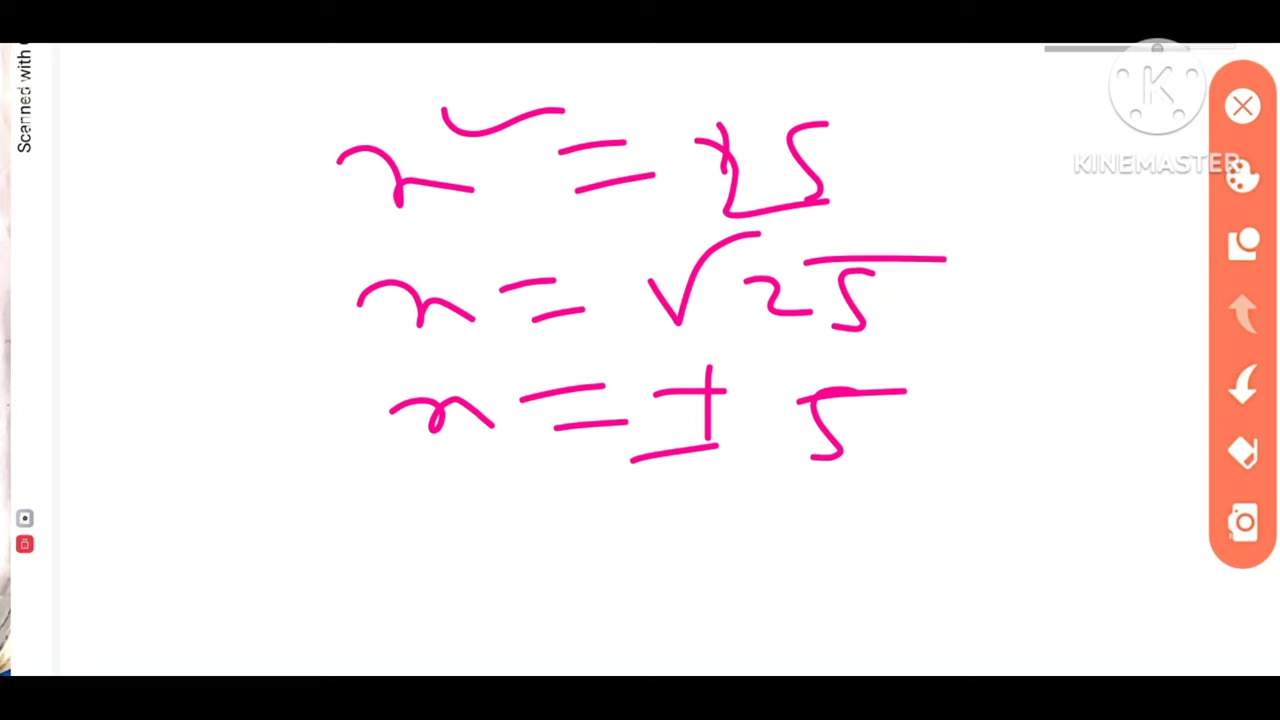 Scanned with
KINEMASTER
x² = 25
x = √25
x = ± 5